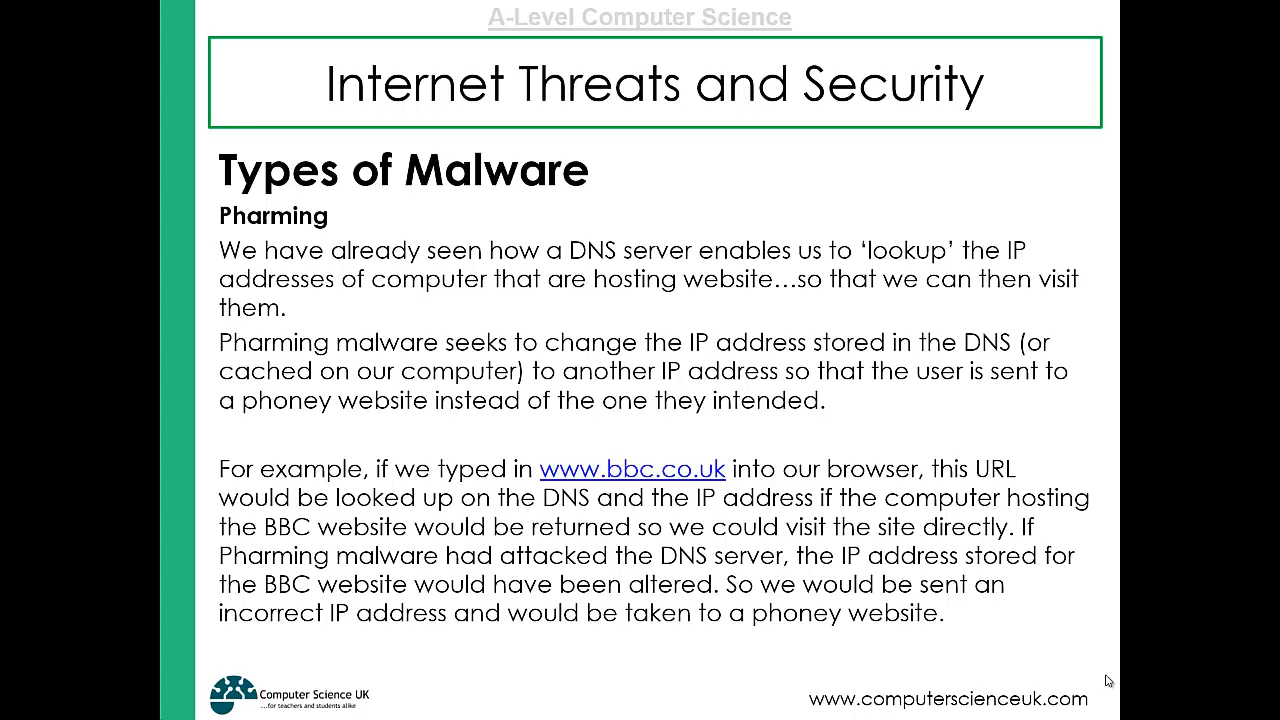 A-Level Computer Science
Internet Threats and Security
Types of Malware
Pharming
We have already seen how a DNS server enables us to ‘lookup’ the IP
addresses of computer that are hosting website…so that we can then visit
them.
Pharming malware seeks to change the IP address stored in the DNS (or
cached on our computer) to another IP address so that the user is sent to
a phoney website instead of the one they intended.
For example, if we typed in www.bbc.co.uk into our browser, this URL
would be looked up on the DNS and the IP address if the computer hosting
the BBC website would be returned so we could visit the site directly. If
Pharming malware had attacked the DNS server, the IP address stored for
the BBC website would have been altered. So we would be sent an
incorrect IP address and would be taken to a phoney website.
Computer Science UK
...for teachers and students alike
www.computerscienceuk.com